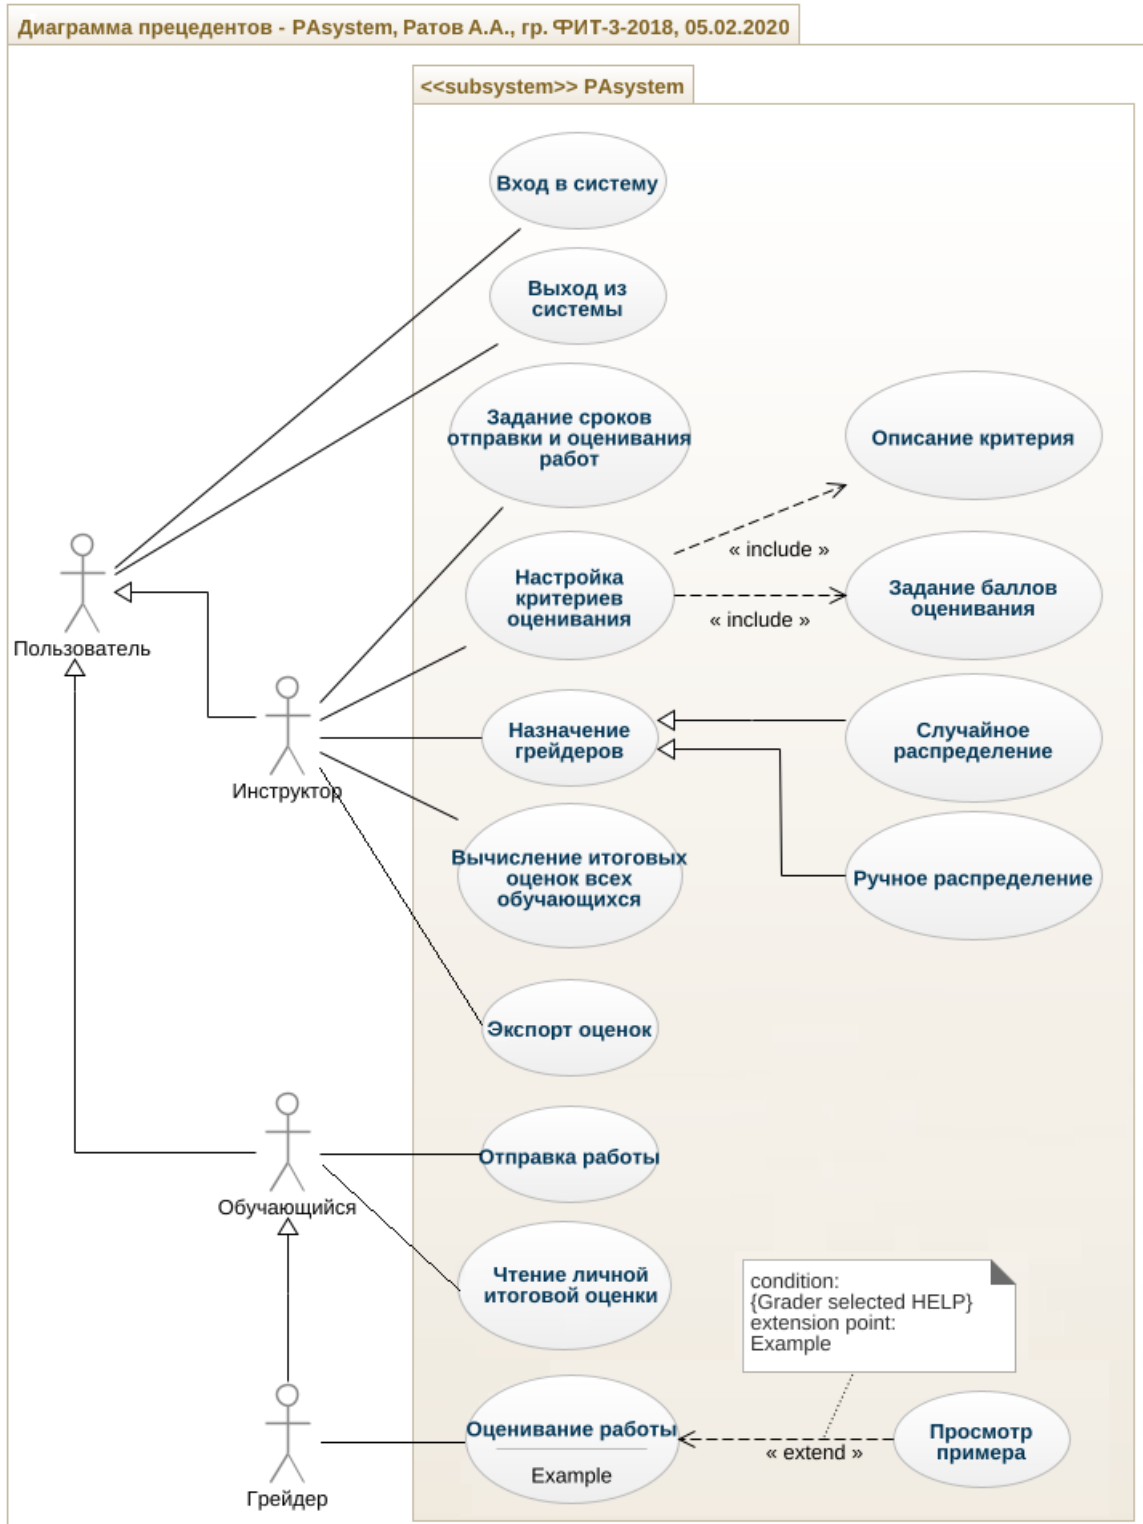 Диаграмма прецедентов - PAsystem, Ратов А.А., гр. ФИТ-3-2018, 05.02.2020
<<subsystem>> PAsystem
Вход в систему
Выход из
системы
Задание сроков
отправки и оценивания
работ
Описание критерия
« include »
Настройка
критериев
оценивания
Задание баллов
оценивания
« include »
Пользователь
Назначение
грейдеров
Случайное
распределение
Инструктор
Вычисление итоговых
оценок всех
обучающихся
Ручное распределение
Экспорт оценок
Отправка работы
Обучающийся
Чтение личной
итоговой оценки
condition:
{Grader selected HELP}
extension point:
Example
Оценивание работы
Example
« extend »
Просмотр
примера
Грейдер